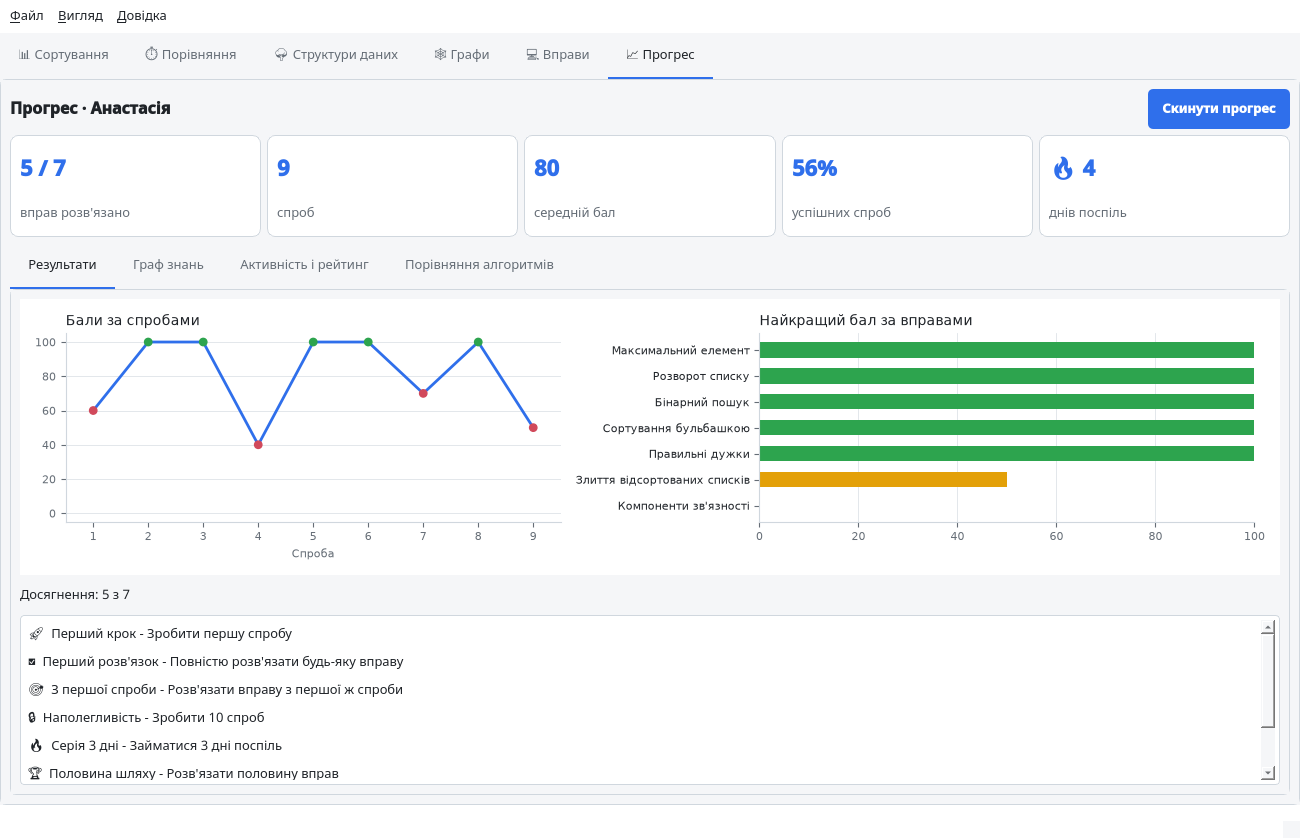 Файл Вигляд Довідка
Сортування Порівняння Структури даних Графи Вправи Прогрес
Прогрес · Анастасія
Скинути прогрес
5 / 7
вправ розв'язано
9
спроб
80
середній бал
56%
успішних спроб
4
днів поспіль
Результати Граф знань Активність і рейтинг Порівняння алгоритмів
Бали за спробами
100
80
60
40
20
0
1 2 3 4 5 6 7 8 9
Спроба
Найкращий бал за вправами
Максимальний елемент
Розворот списку
Бінарний пошук
Сортування бульбашкою
Правильні дужки
Злиття відсортованих списків
Компоненти зв'язності
0 20 40 60 80 100
Досягнення: 5 з 7
Перший крок - Зробити першу спробу
Перший розв'язок - Повністю розв'язати будь-яку вправу
З першої спроби - Розв'язати вправу з першої ж спроби
Наполегливість - Зробити 10 спроб
Серія 3 дні - Займатися 3 дні поспіль
Половина шляху - Розв'язати половину вправ